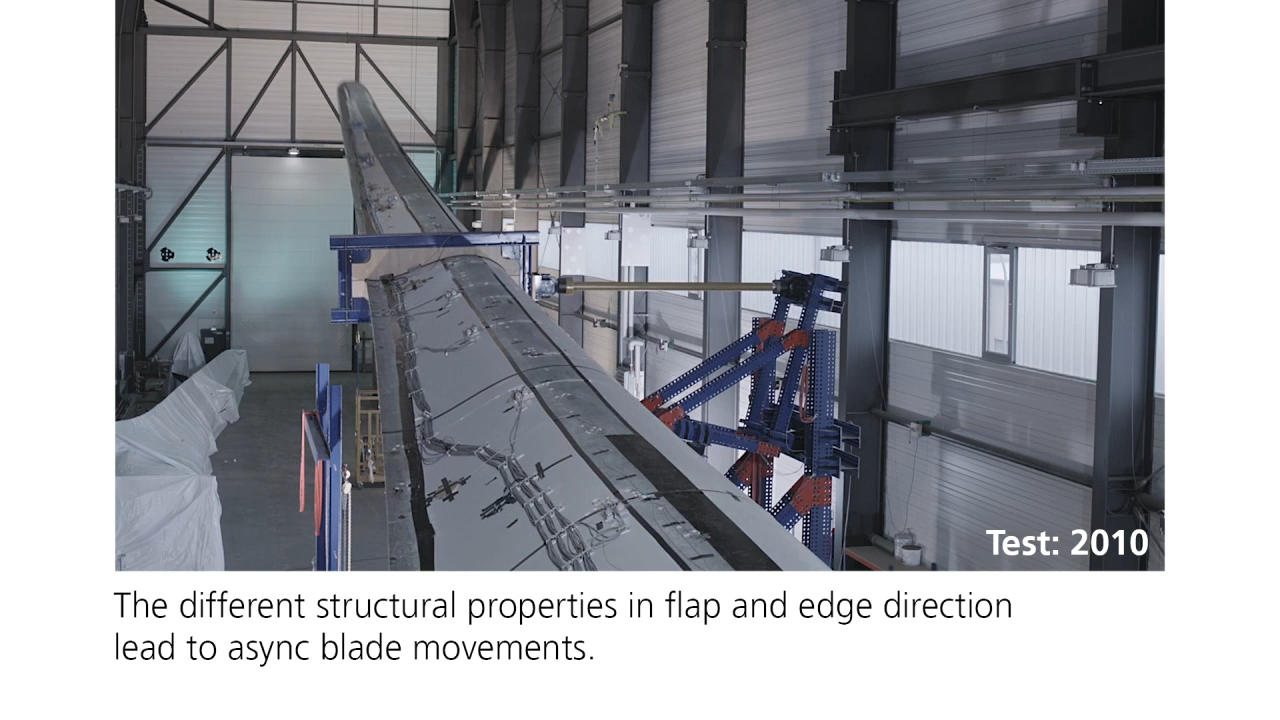 Test: 2010
The different structural properties in flap and edge direction
lead to async blade movements.